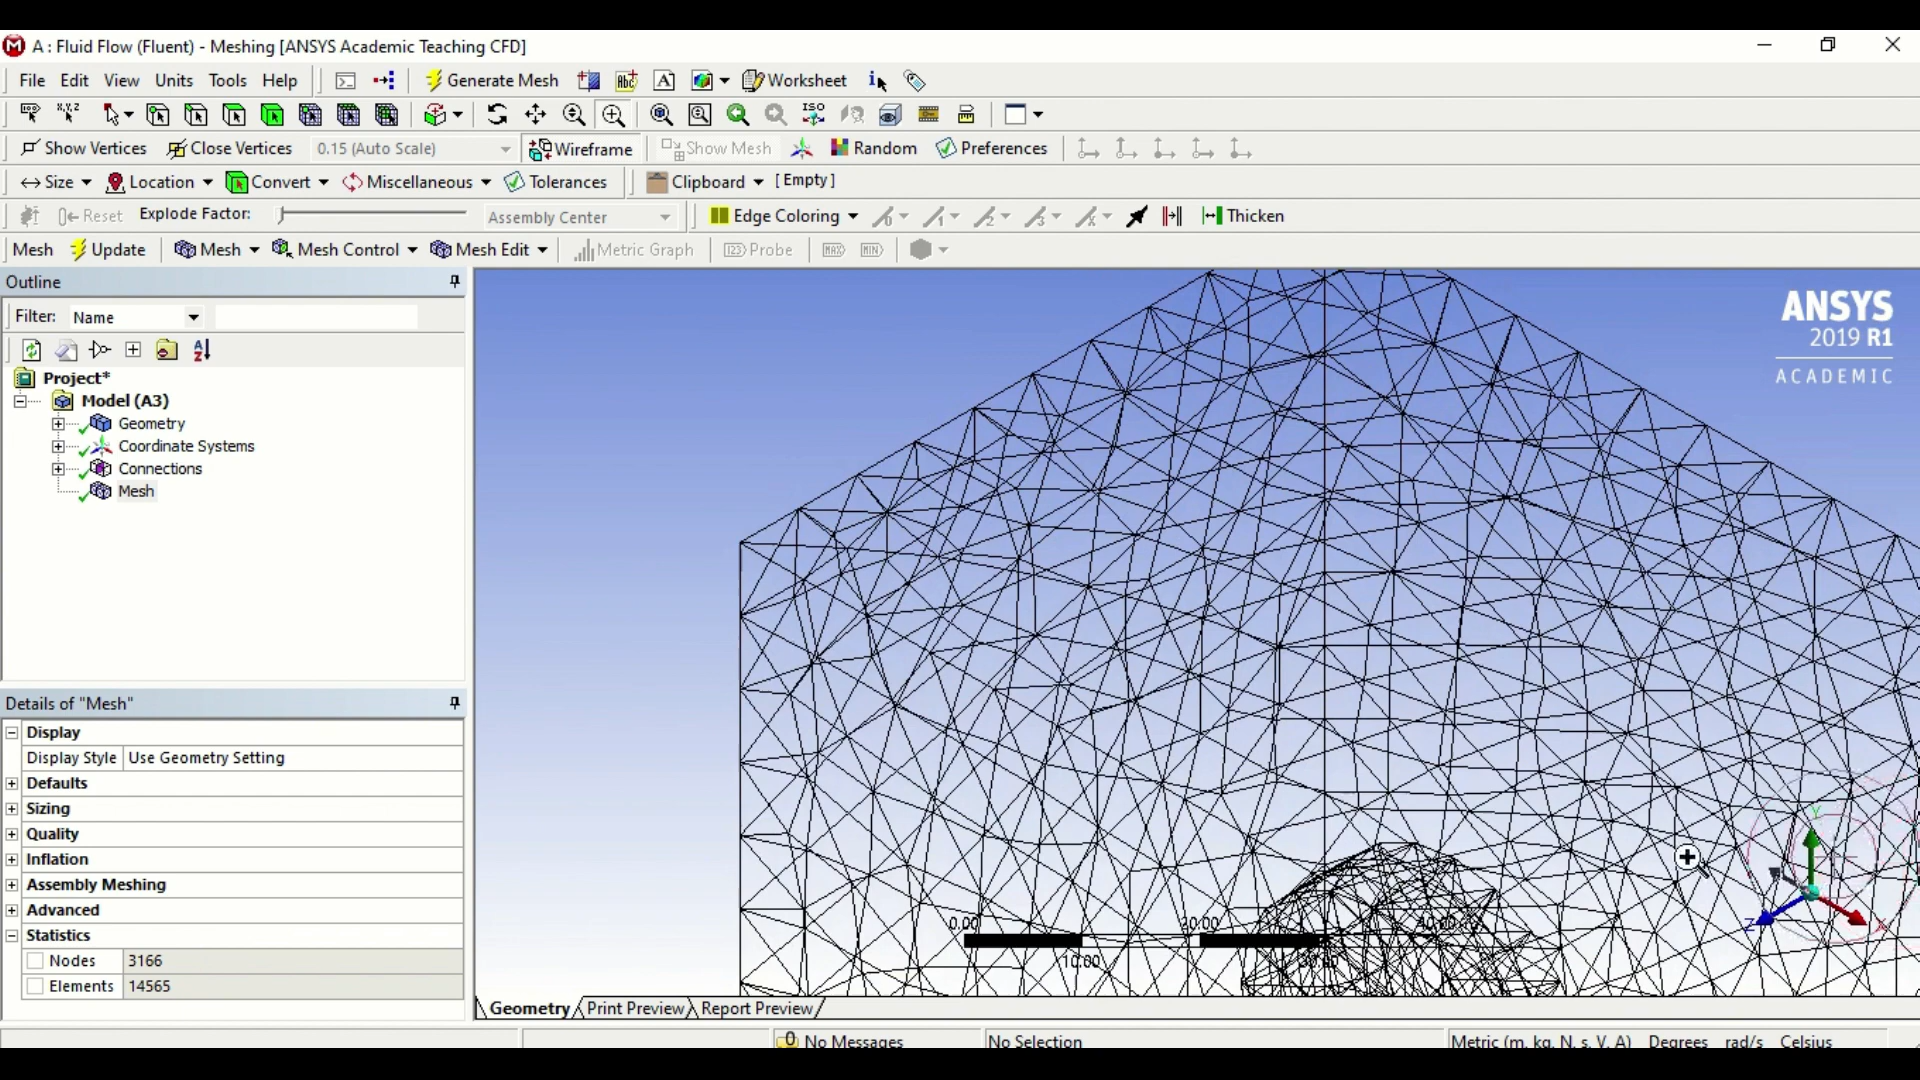 A : Fluid Flow (Fluent) - Meshing [ANSYS Academic Teaching CFD]
File Edit View Units Tools Help Generate Mesh Abc A Worksheet i
X,Y,Z ISO
Show Vertices Close Vertices 0.15 (Auto Scale) Wireframe Show Mesh Random Preferences
Size Location Convert Miscellaneous Tolerances Clipboard [ Empty ]
Reset Explode Factor: Assembly Center Edge Coloring Thicken
Mesh Update Mesh Mesh Control Mesh Edit Metric Graph Probe MAX MIN
Outline
Filter: Name
A Z
Project*
Model (A3)
Geometry
Coordinate Systems
Connections
Mesh
Details of "Mesh"
Display
Display Style Use Geometry Setting
Defaults
Sizing
Quality
Inflation
Assembly Meshing
Advanced
Statistics
Nodes 3166
Elements 14565
ANSYS
2019 R1
ACADEMIC
Y
Z X
0.00 20.00 40.00
10.00
Geometry Print Preview Report Preview
0 No Messages No Selection Metric (m, kg, N, s, V, A) Degrees rad/s Celsius